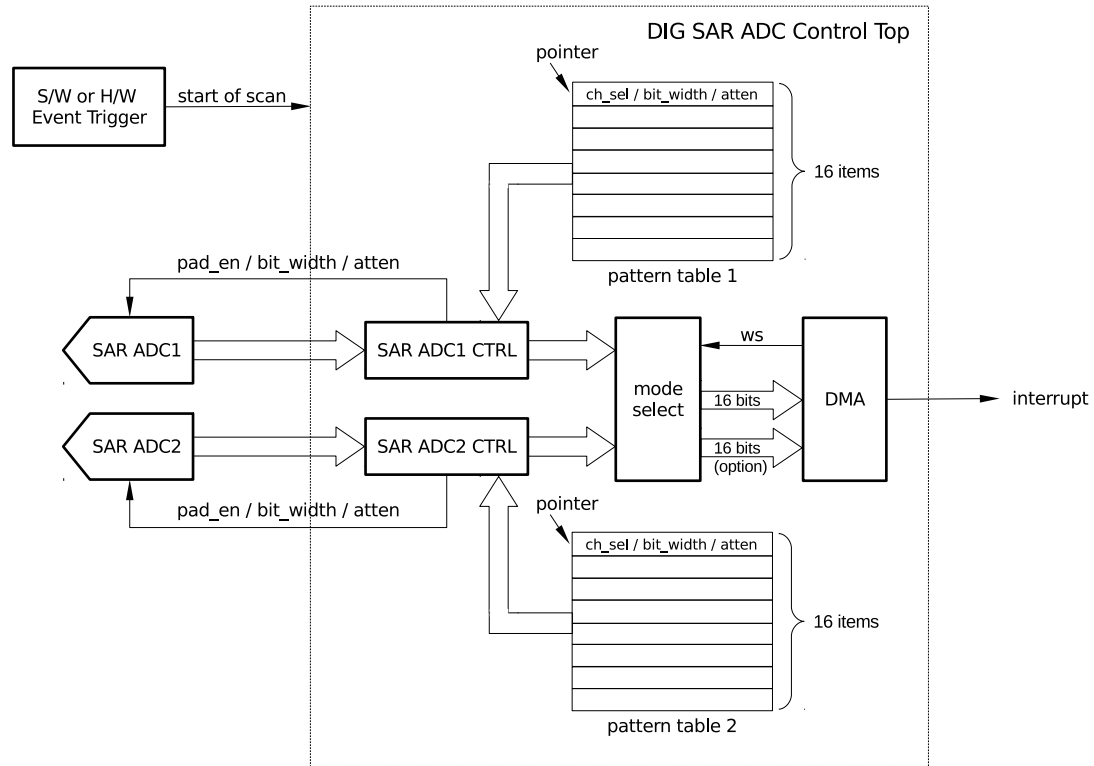 DIG SAR ADC Control Top
pointer
S/W or H/W
Event Trigger
start of scan
ch_sel / bit_width / atten
16 items
pattern table 1
pad_en / bit_width / atten
SAR ADC1
SAR ADC1 CTRL
mode
select
ws
16 bits
DMA
interrupt
SAR ADC2
SAR ADC2 CTRL
16 bits
(option)
pad_en / bit_width / atten
pointer
ch_sel / bit_width / atten
16 items
pattern table 2